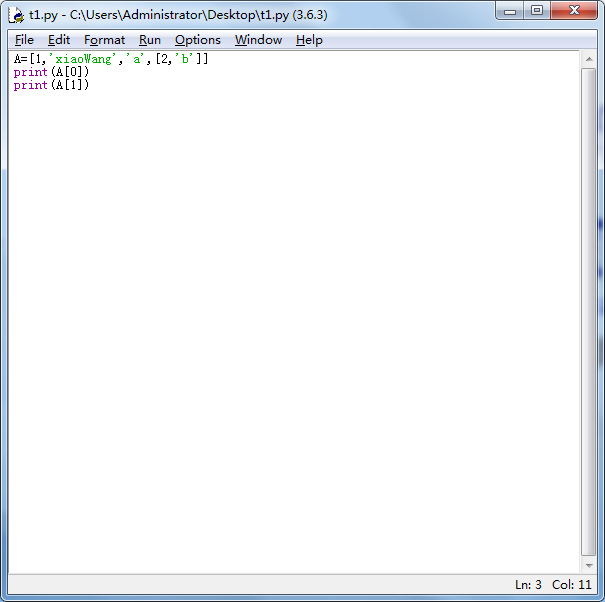 t1.py - C:\Users\Administrator\Desktop\t1.py (3.6.3)
File Edit Format Run Options Window Help
A=[1,'xiaoWang','a',[2,'b']]
print(A[0])
print(A[1])
Ln: 3 Col: 11